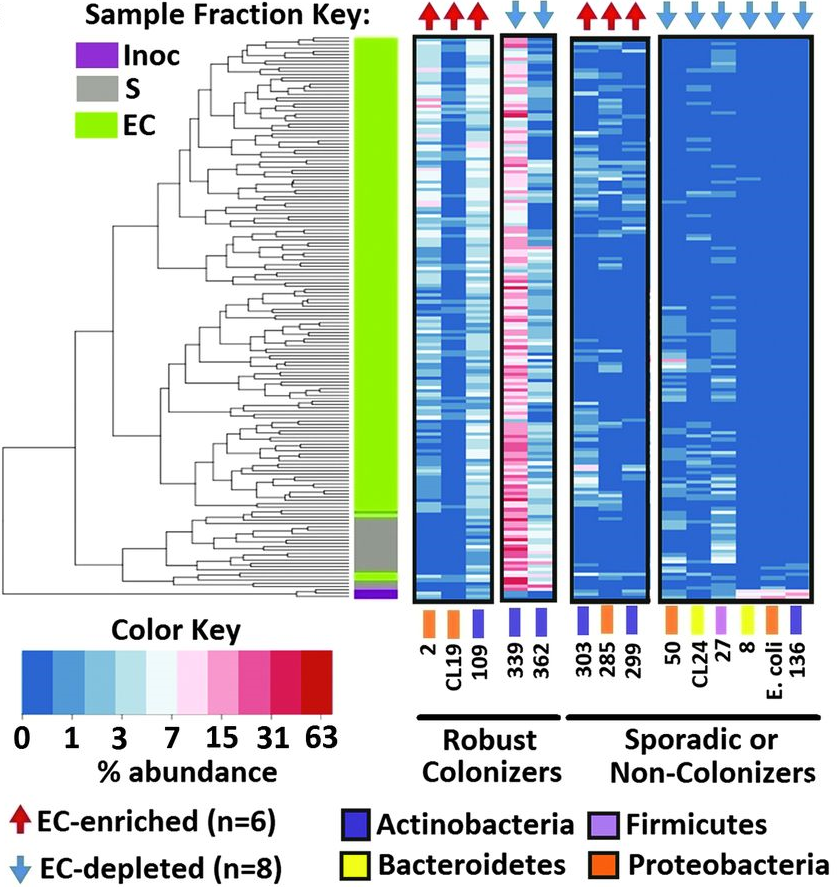 Sample Fraction Key:
Inoc
S
EC
2
CL19
109
339
362
303
285
299
50
CL24
27
8
E. coli
136
Color Key
0 1 3 7 15 31 63
% abundance
Robust
Colonizers
Sporadic or
Non-Colonizers
EC-enriched (n=6)
EC-depleted (n=8)
Actinobacteria
Firmicutes
Bacteroidetes
Proteobacteria